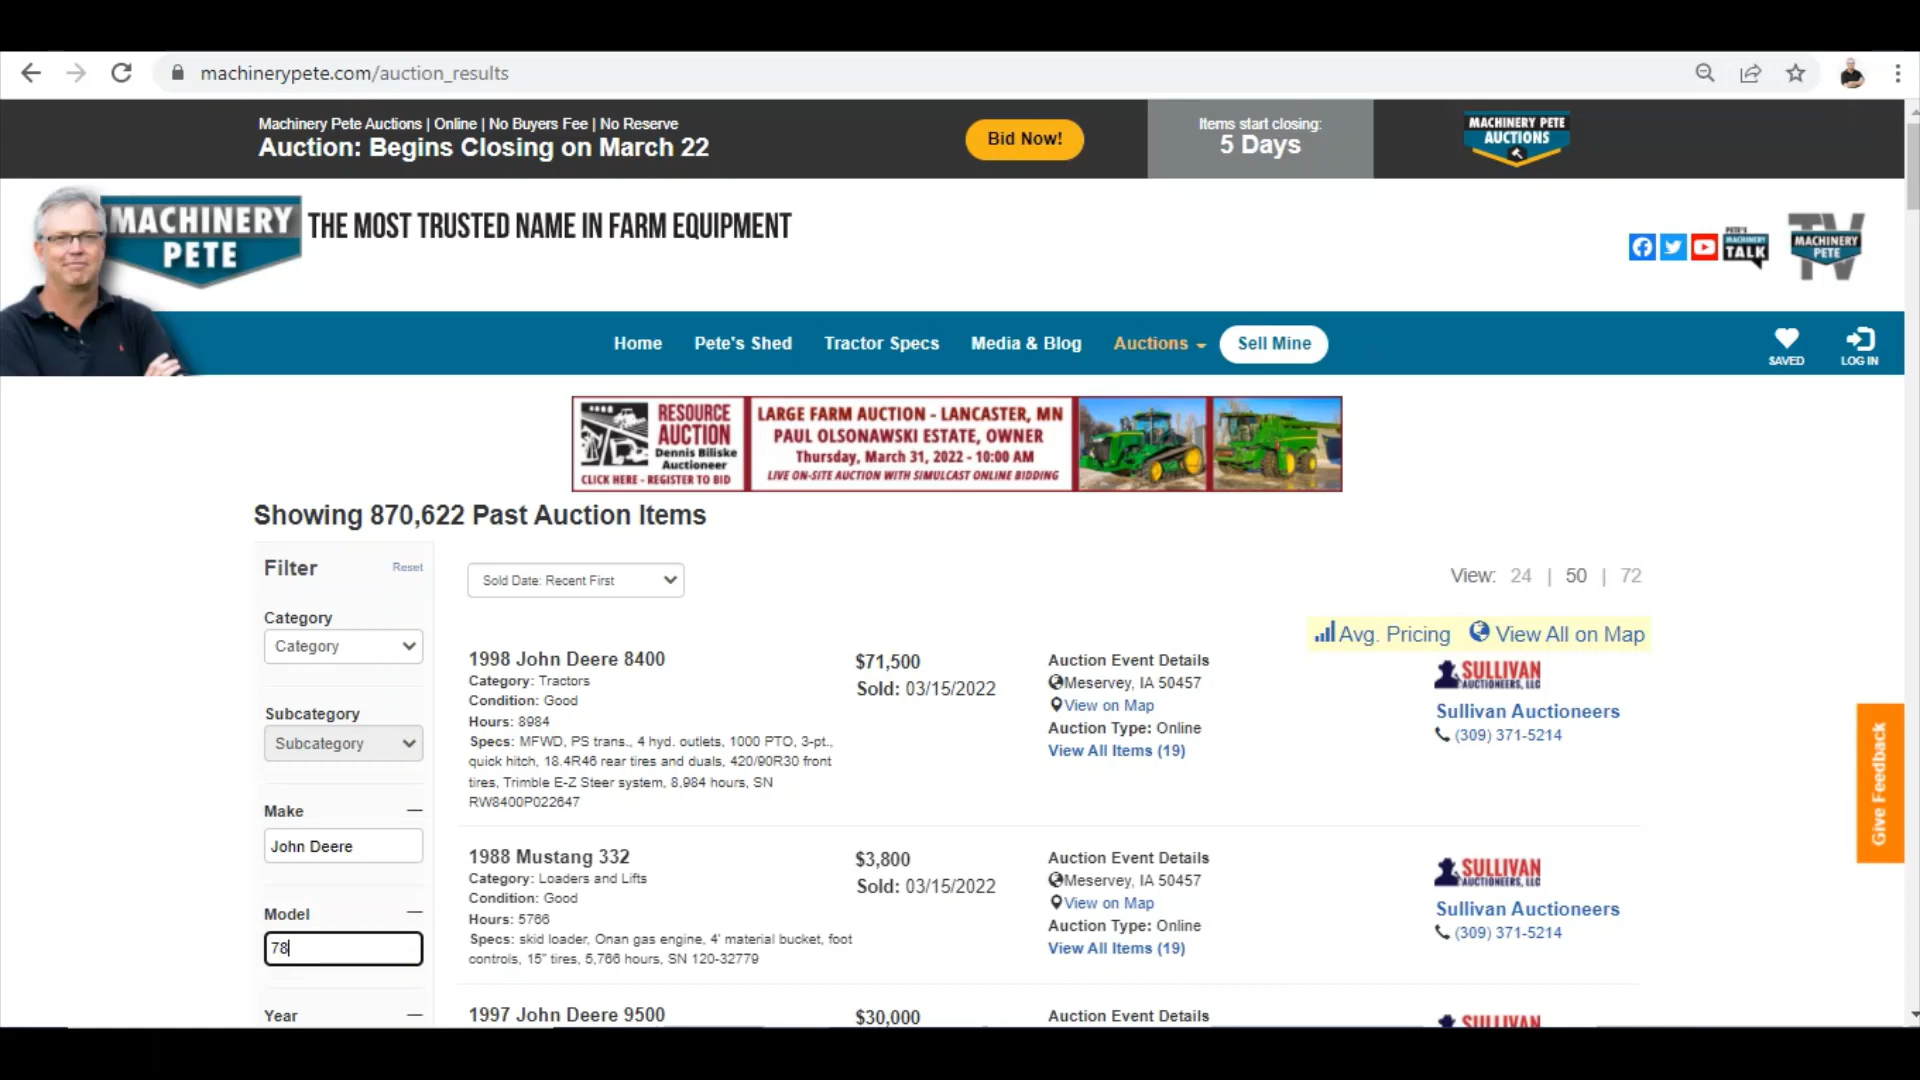 machinerypete.com/auction_results
Machinery Pete Auctions | Online | No Buyers Fee | No Reserve
Auction: Begins Closing on March 22
Bid Now!
Items start closing:
5 Days
MACHINERY PETE
AUCTIONS
MACHINERY
PETE
THE MOST TRUSTED NAME IN FARM EQUIPMENT
PETE'S
MACHINERY
TALK
TV
MACHINERY
PETE
Home
Pete's Shed
Tractor Specs
Media & Blog
Auctions
Sell Mine
SAVED
LOG IN
RESOURCE
AUCTION
Dennis Biliske
Auctioneer
CLICK HERE - REGISTER TO BID
LARGE FARM AUCTION - LANCASTER, MN
PAUL OLSONAWSKI ESTATE, OWNER
Thursday, March 31, 2022 - 10:00 AM
LIVE ON-SITE AUCTION WITH SIMULCAST ONLINE BIDDING
Showing 870,622 Past Auction Items
Filter
Reset
Category
Category
Subcategory
Subcategory
Make
John Deere
Model
78
Year
Sold Date: Recent First
View: 24 | 50 | 72
Avg. Pricing
View All on Map
1998 John Deere 8400
Category: Tractors
Condition: Good
Hours: 8984
Specs: MFWD, PS trans., 4 hyd. outlets, 1000 PTO, 3-pt.,
quick hitch, 18.4R46 rear tires and duals, 420/90R30 front
tires, Trimble E-Z Steer system, 8,984 hours, SN
RW8400P022647
$71,500
Sold: 03/15/2022
Auction Event Details
Meservey, IA 50457
View on Map
Auction Type: Online
View All Items (19)
SULLIVAN
AUCTIONEERS, LLC
Sullivan Auctioneers
(309) 371-5214
1988 Mustang 332
Category: Loaders and Lifts
Condition: Good
Hours: 5766
Specs: skid loader, Onan gas engine, 4' material bucket, foot
controls, 15" tires, 5,766 hours, SN 120-32779
$3,800
Sold: 03/15/2022
Auction Event Details
Meservey, IA 50457
View on Map
Auction Type: Online
View All Items (19)
SULLIVAN
AUCTIONEERS, LLC
Sullivan Auctioneers
(309) 371-5214
1997 John Deere 9500
$30,000
Auction Event Details
SULLIVAN
Give Feedback